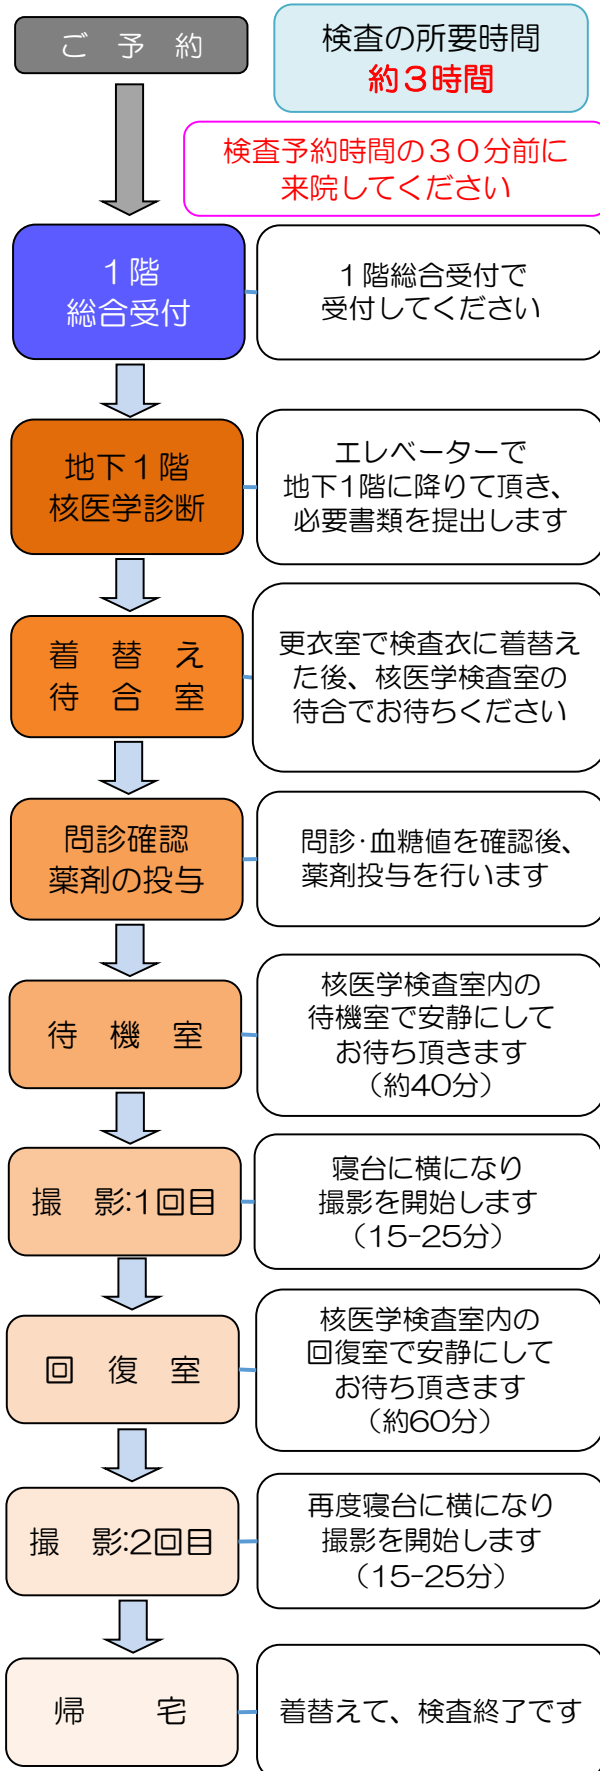 ご 予 約
検査の所要時間
約３時間
検査予約時間の３０分前に
来院してください
１階
総合受付
１階総合受付で
受付してください
地下１階
核医学診断
エレベーターで
地下1階に降りて頂き、
必要書類を提出します
着 替 え
待 合 室
更衣室で検査衣に着替え
た後、核医学検査室の
待合でお待ちください
問診確認
薬剤の投与
問診･血糖値を確認後、
薬剤投与を行います
待 機 室
核医学検査室内の
待機室で安静にして
お待ち頂きます
（約40分）
撮 影:1回目
寝台に横になり
撮影を開始します
（15-25分）
回 復 室
核医学検査室内の
回復室で安静にして
お待ち頂きます
（約60分）
撮 影:2回目
再度寝台に横になり
撮影を開始します
（15-25分）
帰 宅
着替えて、検査終了です